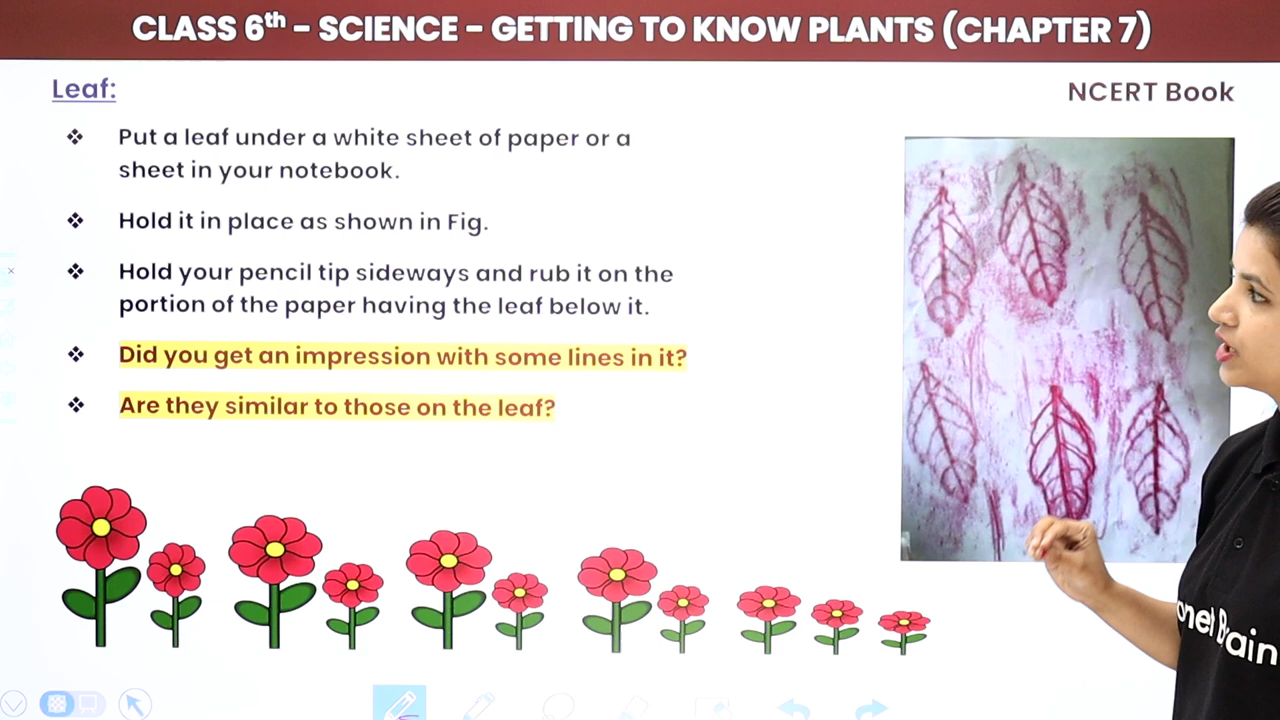 CLASS 6th – SCIENCE – GETTING TO KNOW PLANTS (CHAPTER 7)
Leaf:
NCERT Book
❖ Put a leaf under a white sheet of paper or a
sheet in your notebook.
❖ Hold it in place as shown in Fig.
❖ Hold your pencil tip sideways and rub it on the
portion of the paper having the leaf below it.
❖ Did you get an impression with some lines in it?
❖ Are they similar to those on the leaf?